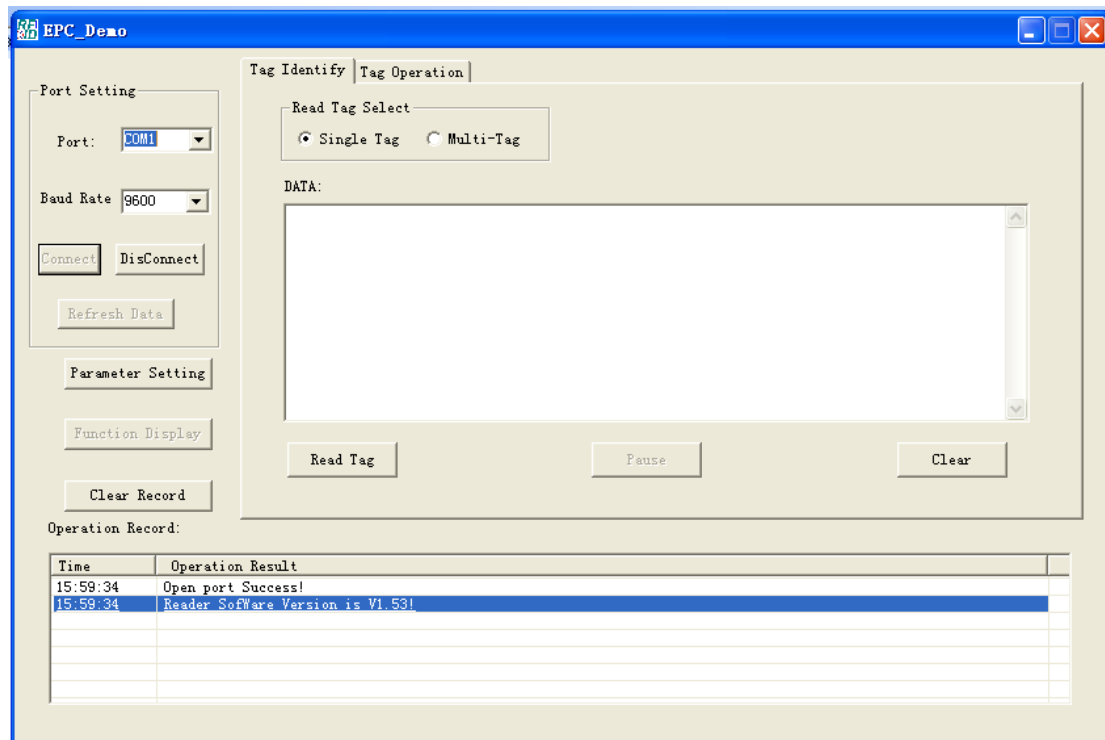 EPC_Demo
Tag Identify Tag Operation
Port Setting
Port: COM1
Baud Rate 9600
Connect DisConnect
Refresh Data
Parameter Setting
Function Display
Clear Record
Read Tag Select
Single Tag Multi-Tag
DATA:
Read Tag Pause Clear
Operation Record:
Time Operation Result
15:59:34 Open port Success!
15:59:34 Reader SofWare Version is V1.53!